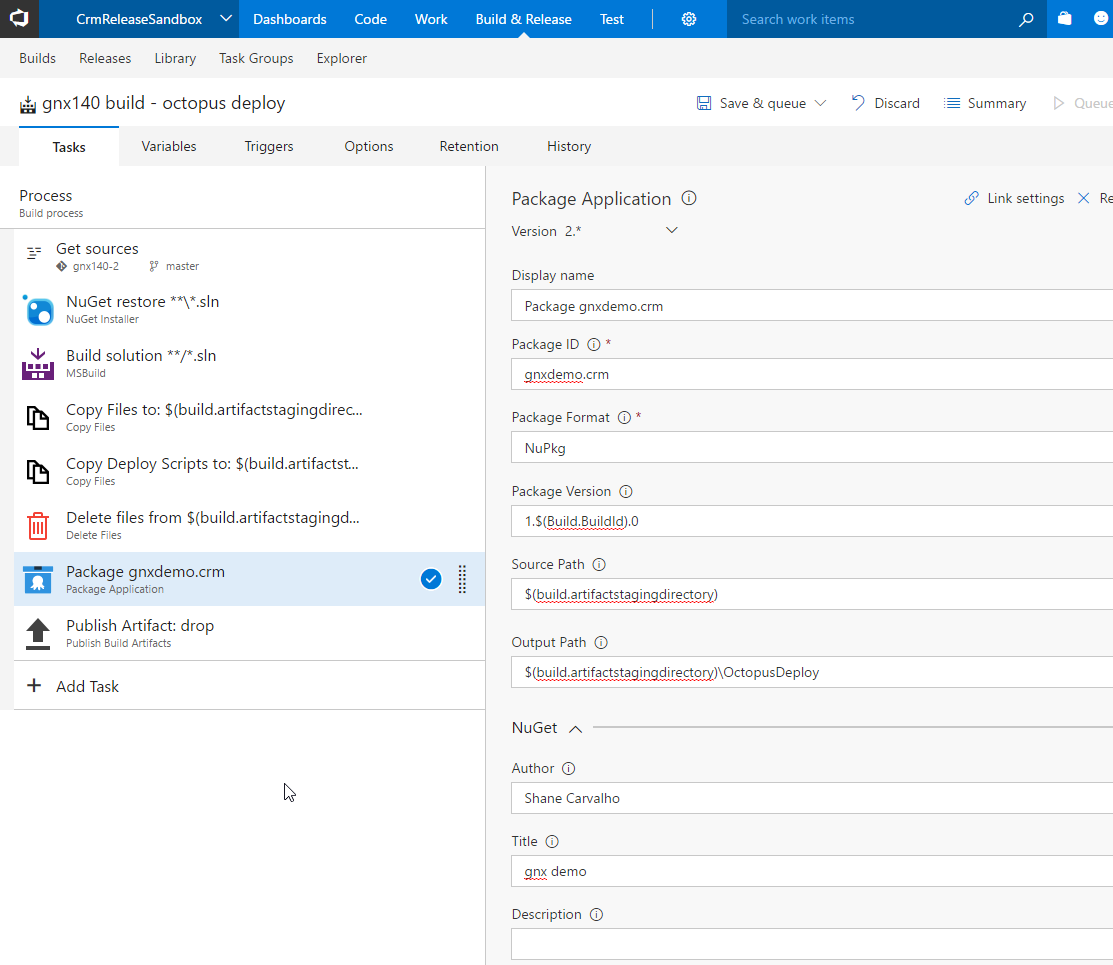 CrmReleaseSandbox Dashboards Code Work Build & Release Test Search work items
Builds Releases Library Task Groups Explorer
gnx140 build - octopus deploy Save & queue Discard Summary Queue
Tasks Variables Triggers Options Retention History
Process
Build process
Get sources
gnx140-2 master
NuGet restore **\*.sln
NuGet Installer
Build solution **/*.sln
MSBuild
Copy Files to: $(build.artifactstagingdirec...
Copy Files
Copy Deploy Scripts to: $(build.artifactst...
Copy Files
Delete files from $(build.artifactstagingd...
Delete Files
Package gnxdemo.crm
Package Application
Publish Artifact: drop
Publish Build Artifacts
+ Add Task
Package Application Link settings Re
Version 2.*
Display name
Package gnxdemo.crm
Package ID *
gnxdemo.crm
Package Format *
NuPkg
Package Version
1.$(Build.BuildId).0
Source Path
$(build.artifactstagingdirectory)
Output Path
$(build.artifactstagingdirectory)\OctopusDeploy
NuGet
Author
Shane Carvalho
Title
gnx demo
Description